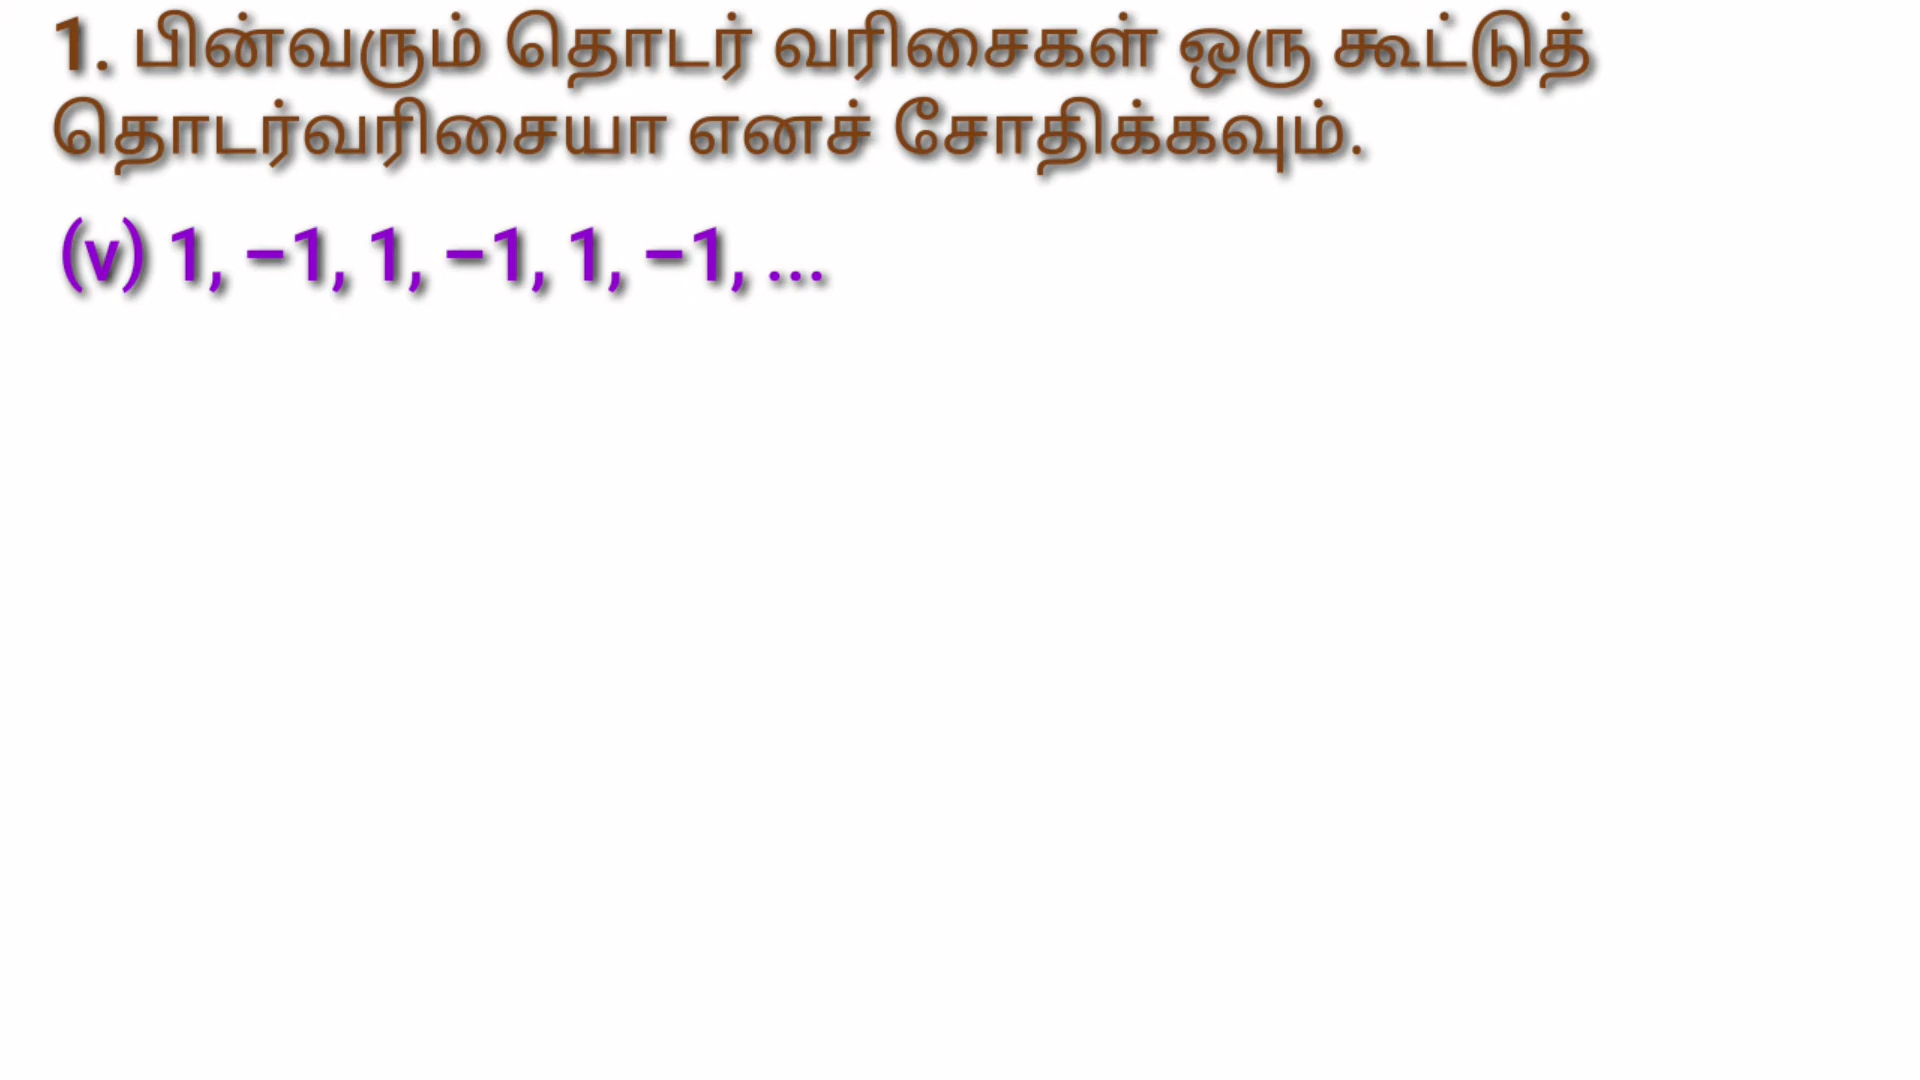 1. பின்வரும் தொடர் வரிசைகள் ஒரு கூட்டுத்
தொடர்வரிசையா எனச் சோதிக்கவும்.
(v) 1, −1, 1, −1, 1, −1, ...